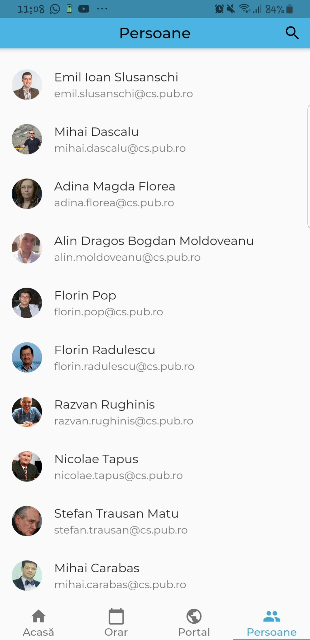 11:08
84%
Persoane
Emil Ioan Slusanschi
emil.slusanschi@cs.pub.ro
Mihai Dascalu
mihai.dascalu@cs.pub.ro
Adina Magda Florea
adina.florea@cs.pub.ro
Alin Dragos Bogdan Moldoveanu
alin.moldoveanu@cs.pub.ro
Florin Pop
florin.pop@cs.pub.ro
Florin Radulescu
florin.radulescu@cs.pub.ro
Razvan Rughinis
razvan.rughinis@cs.pub.ro
Nicolae Tapus
nicolae.tapus@cs.pub.ro
Stefan Trausan Matu
stefan.trausan@cs.pub.ro
Mihai Carabas
mihai.carabas@cs.pub.ro
Acasă Orar Portal Persoane